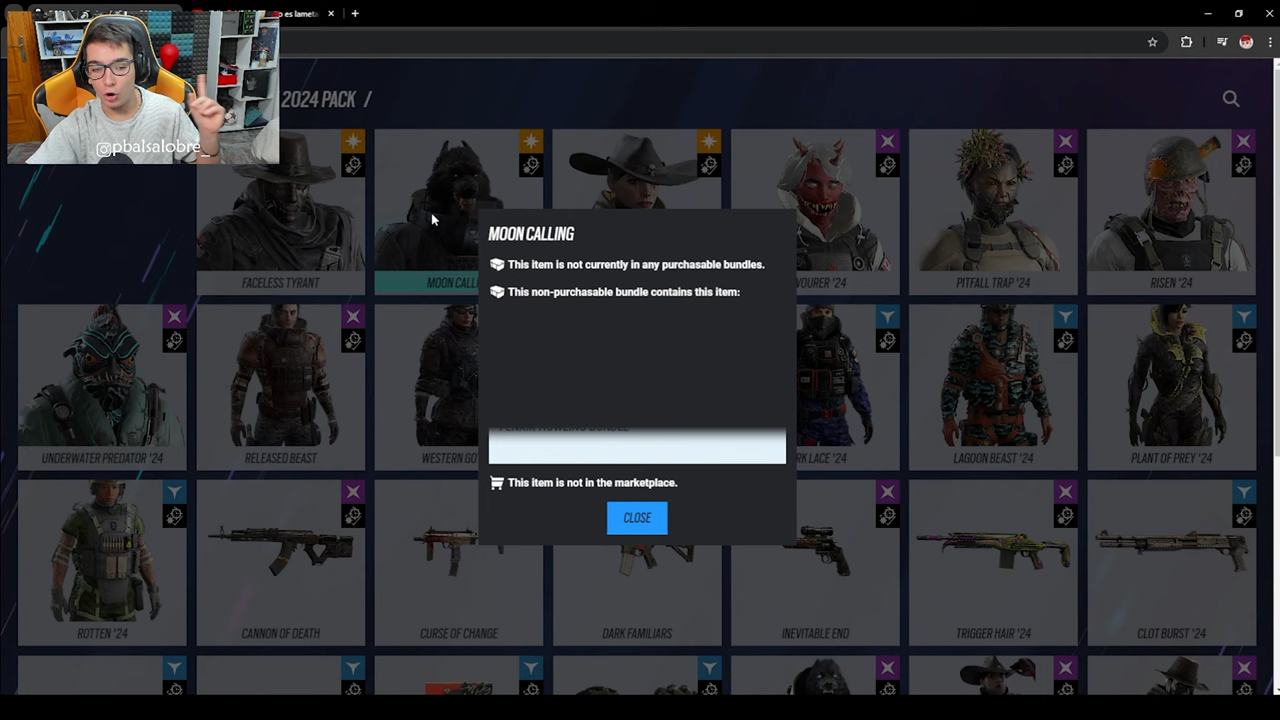 o es lameta
@pbalsalobre_
2024 PACK /
FACELESS TYRANT
MOON CALL
VOURER '24
PITFALL TRAP '24
RISEN '24
MOON CALLING
This item is not currently in any purchasable bundles.
This non-purchasable bundle contains this item:
This item is not in the marketplace.
CLOSE
UNDERWATER PREDATOR '24
RELEASED BEAST
WESTERN GO
RK LACE '24
LAGOON BEAST '24
PLANT OF PREY '24
ROTTEN '24
CANNON OF DEATH
CURSE OF CHANGE
DARK FAMILIARS
INEVITABLE END
TRIGGER HAIR '24
CLOT BURST '24